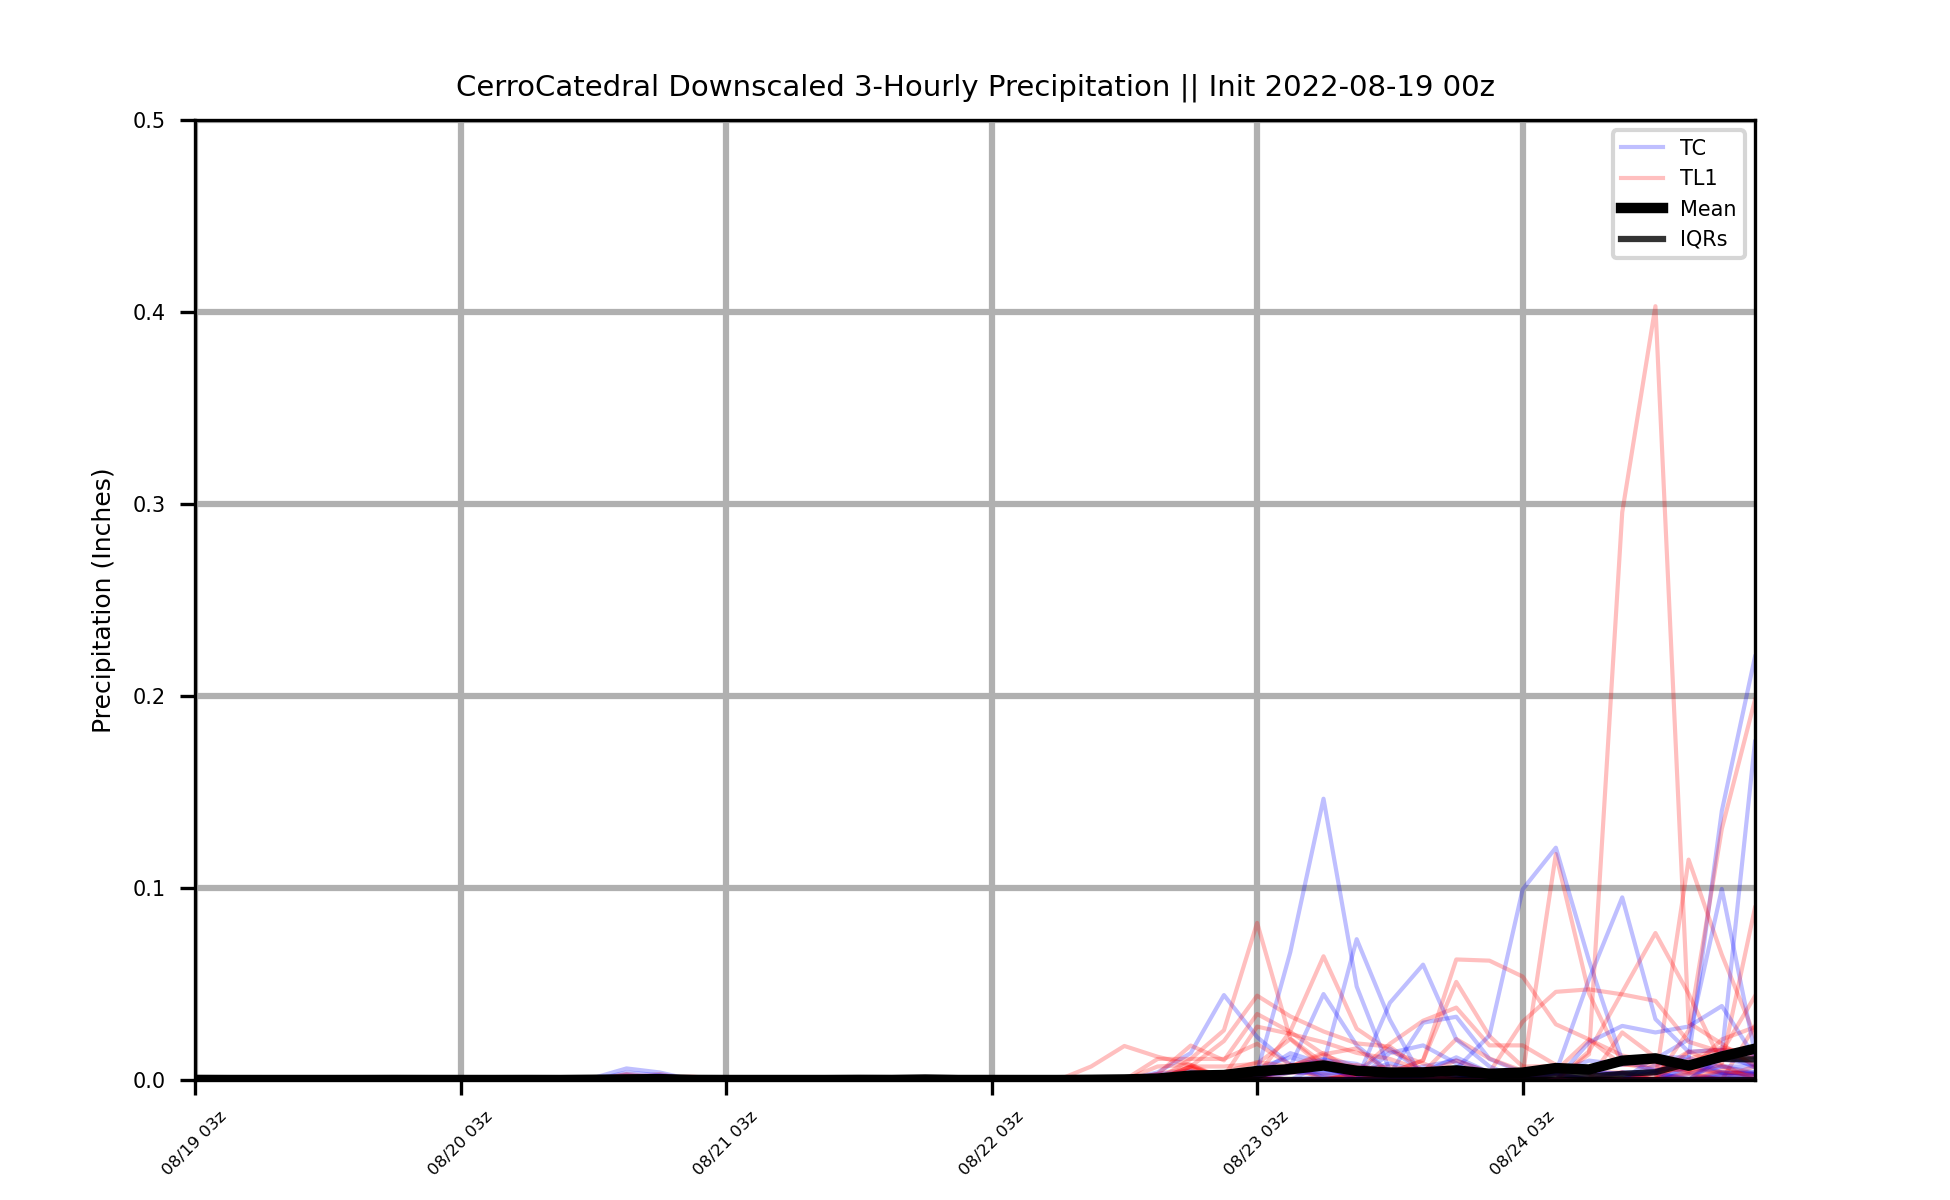 CerroCatedral Downscaled 3-Hourly Precipitation || Init 2022-08-19 00z
TC
TL1
Mean
IQRs
Precipitation (Inches)
0.5
0.4
0.3
0.2
0.1
0.0
08/19 03z
08/20 03z
08/21 03z
08/22 03z
08/23 03z
08/24 03z